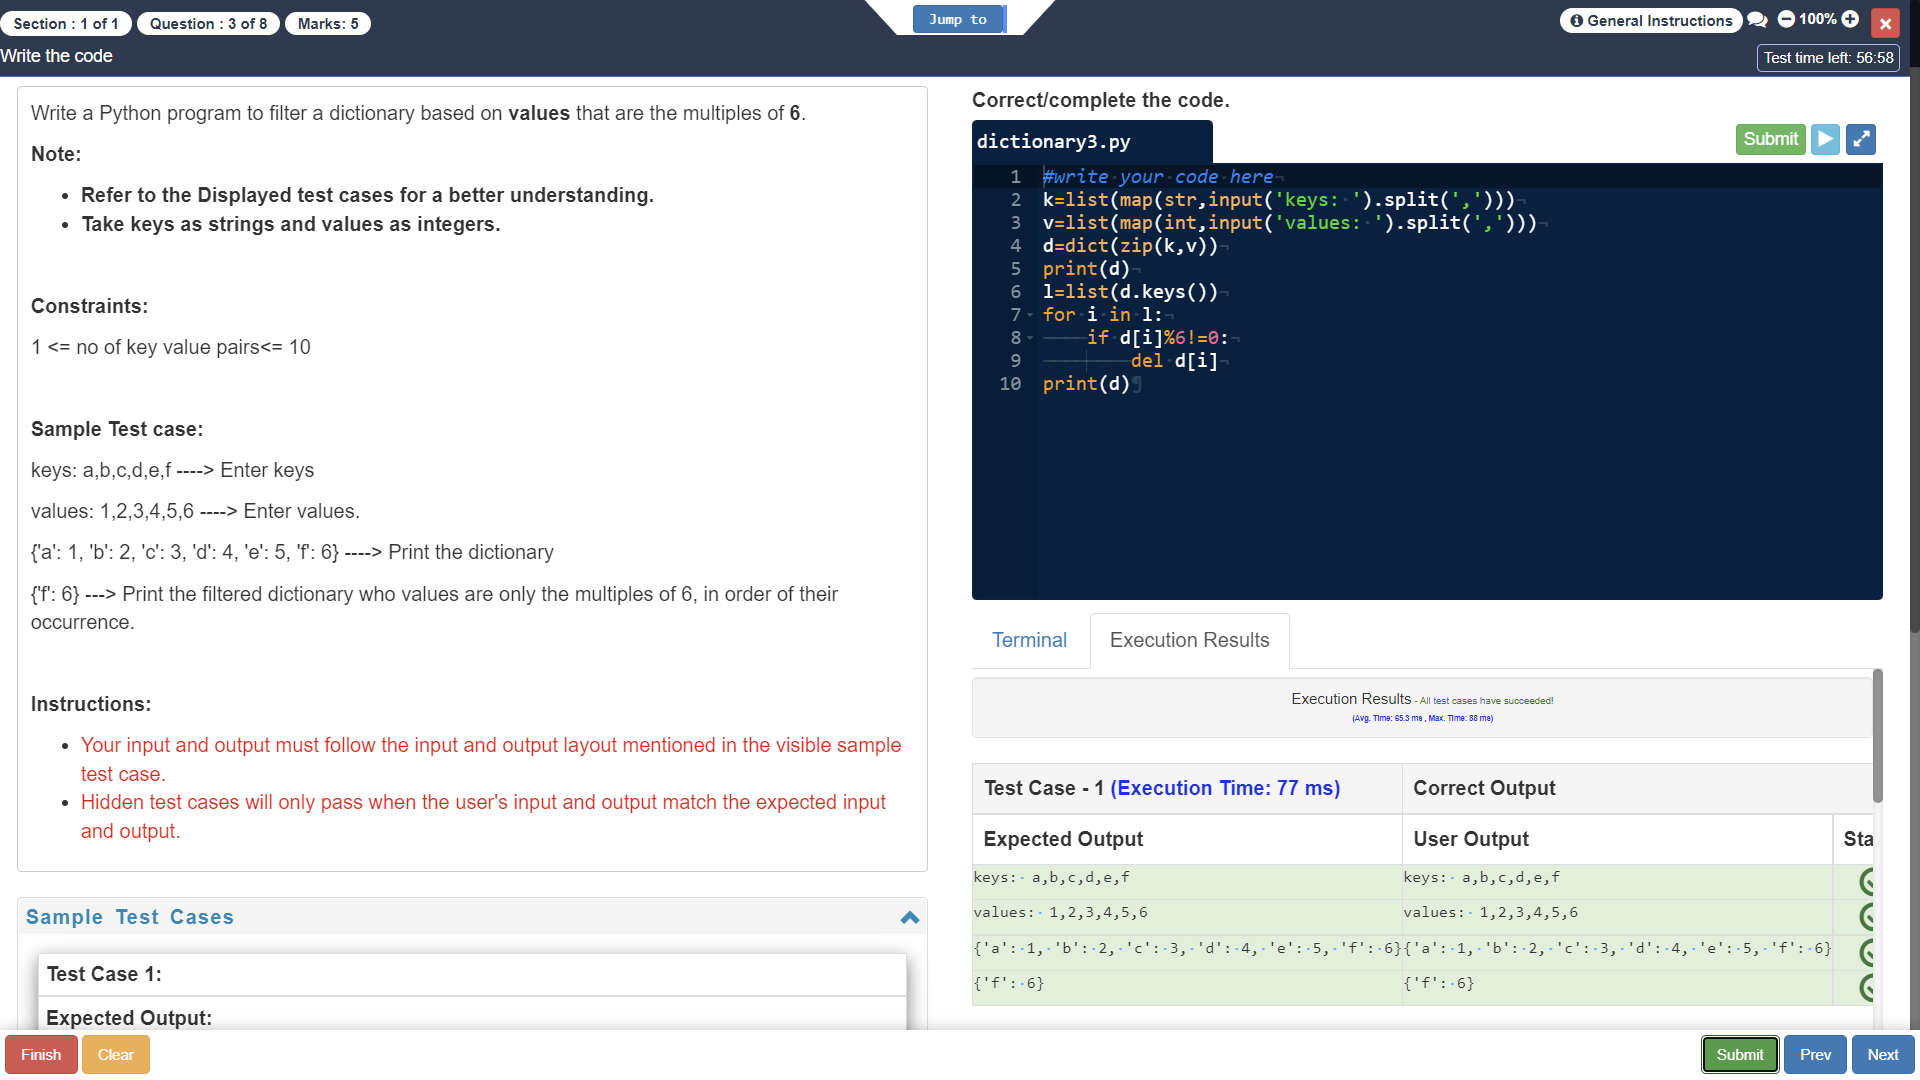 Section : 1 of 1
Question : 3 of 8
Marks: 5
Jump to
General Instructions
100%
Write the code
Test time left: 56:58
Write a Python program to filter a dictionary based on values that are the multiples of 6.
Note:
Refer to the Displayed test cases for a better understanding.
Take keys as strings and values as integers.
Constraints:
1 <= no of key value pairs<= 10
Sample Test case:
keys: a,b,c,d,e,f ----> Enter keys
values: 1,2,3,4,5,6 ----> Enter values.
{'a': 1, 'b': 2, 'c': 3, 'd': 4, 'e': 5, 'f': 6} ----> Print the dictionary
{'f': 6} ---> Print the filtered dictionary who values are only the multiples of 6, in order of their
occurrence.
Instructions:
Your input and output must follow the input and output layout mentioned in the visible sample
test case.
Hidden test cases will only pass when the user's input and output match the expected input
and output.
Sample Test Cases
Test Case 1:
Expected Output:
Correct/complete the code.
dictionary3.py
Submit
1 #write your code here
2 k=list(map(str,input('keys: ').split(',')))
3 v=list(map(int,input('values: ').split(',')))
4 d=dict(zip(k,v))
5 print(d)
6 l=list(d.keys())
7 for i in l:
8     if d[i]%6!=0:
9         del d[i]
10 print(d)
Terminal
Execution Results
Execution Results - All test cases have succeeded!
(Avg. Time: 65.3 ms , Max. Time: 88 ms)
Test Case - 1 (Execution Time: 77 ms)
Correct Output
Expected Output
User Output
Sta
keys: a,b,c,d,e,f
keys: a,b,c,d,e,f
values: 1,2,3,4,5,6
values: 1,2,3,4,5,6
{'a': 1, 'b': 2, 'c': 3, 'd': 4, 'e': 5, 'f': 6}
{'a': 1, 'b': 2, 'c': 3, 'd': 4, 'e': 5, 'f': 6}
{'f': 6}
{'f': 6}
Finish
Clear
Submit
Prev
Next